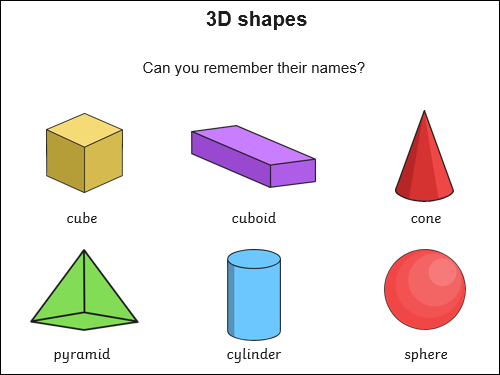 3D shapes
Can you remember their names?
cube cuboid cone
pyramid cylinder sphere